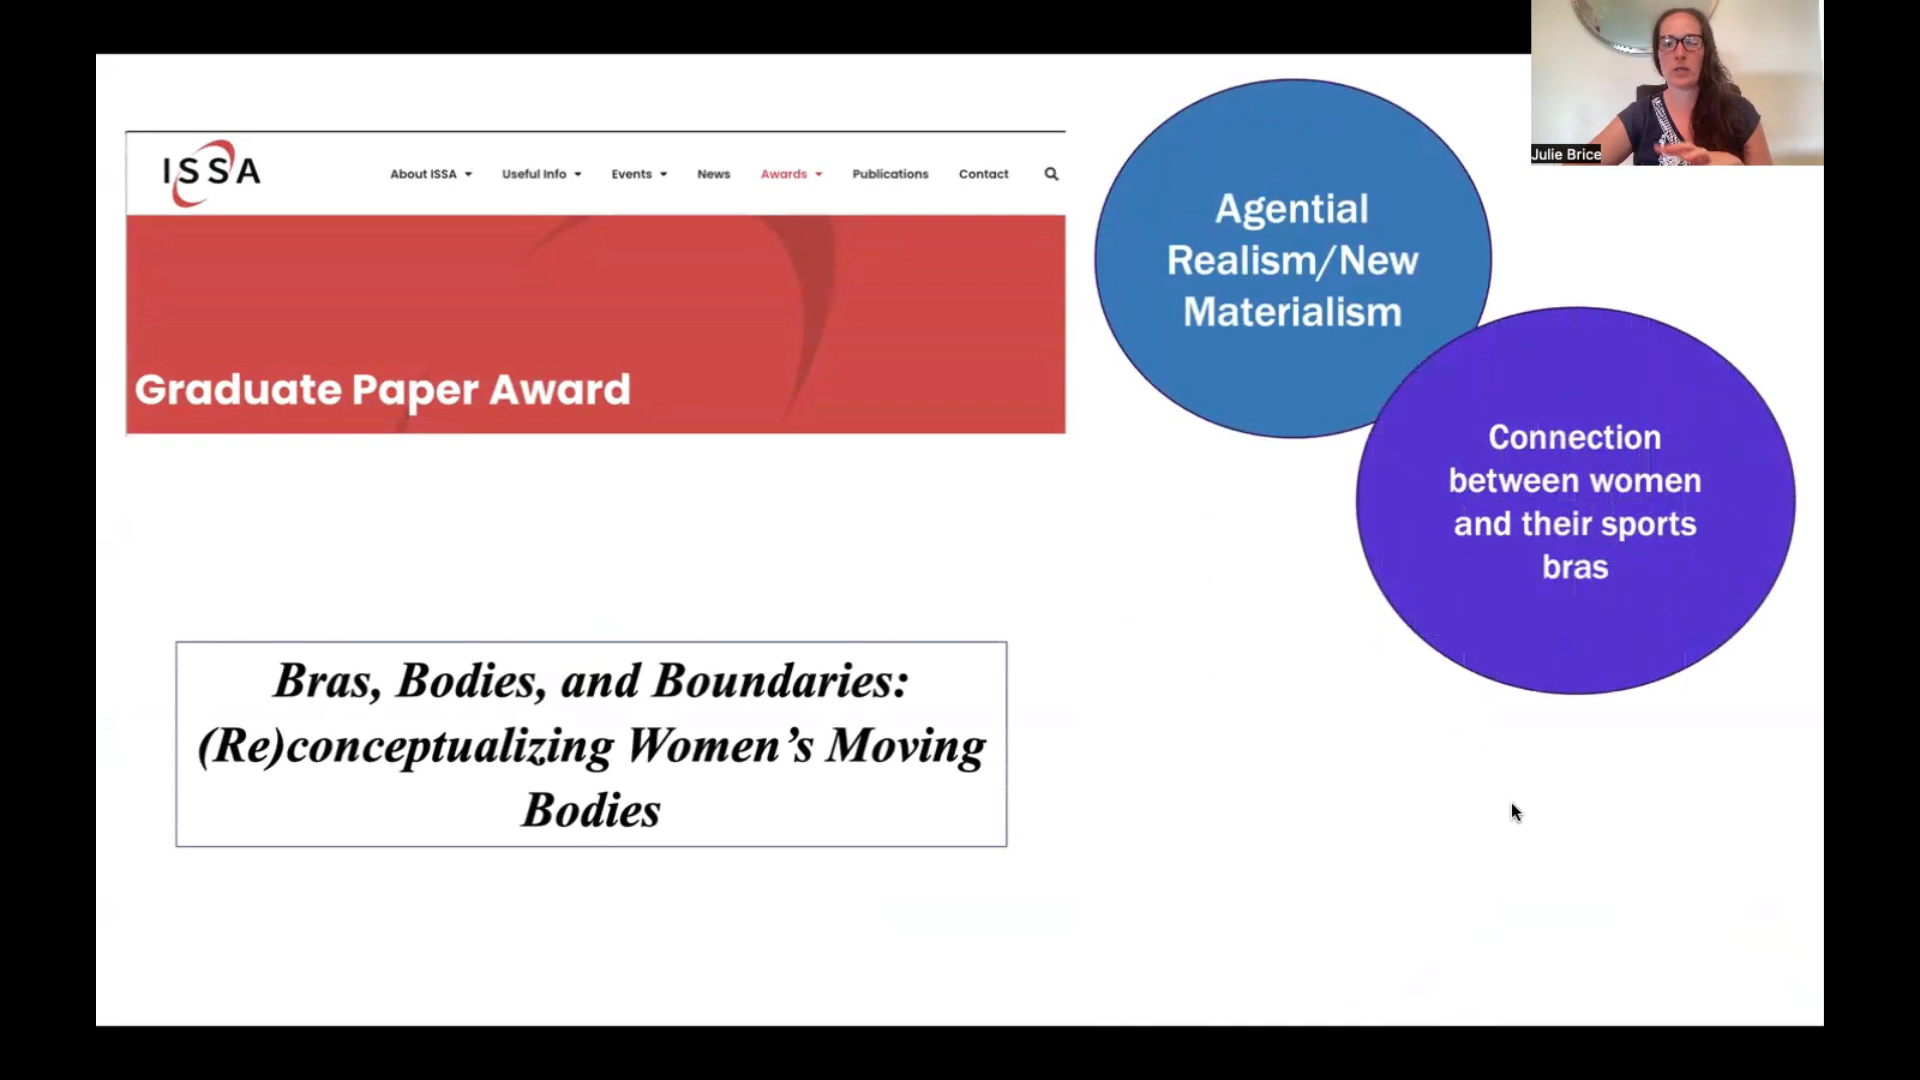 ISSA
About ISSA
Useful Info
Events
News
Awards
Publications
Contact
Graduate Paper Award
Agential
Realism/New
Materialism
Julie Brice
Connection
between women
and their sports
bras
Bras, Bodies, and Boundaries:
(Re)conceptualizing Women’s Moving
Bodies